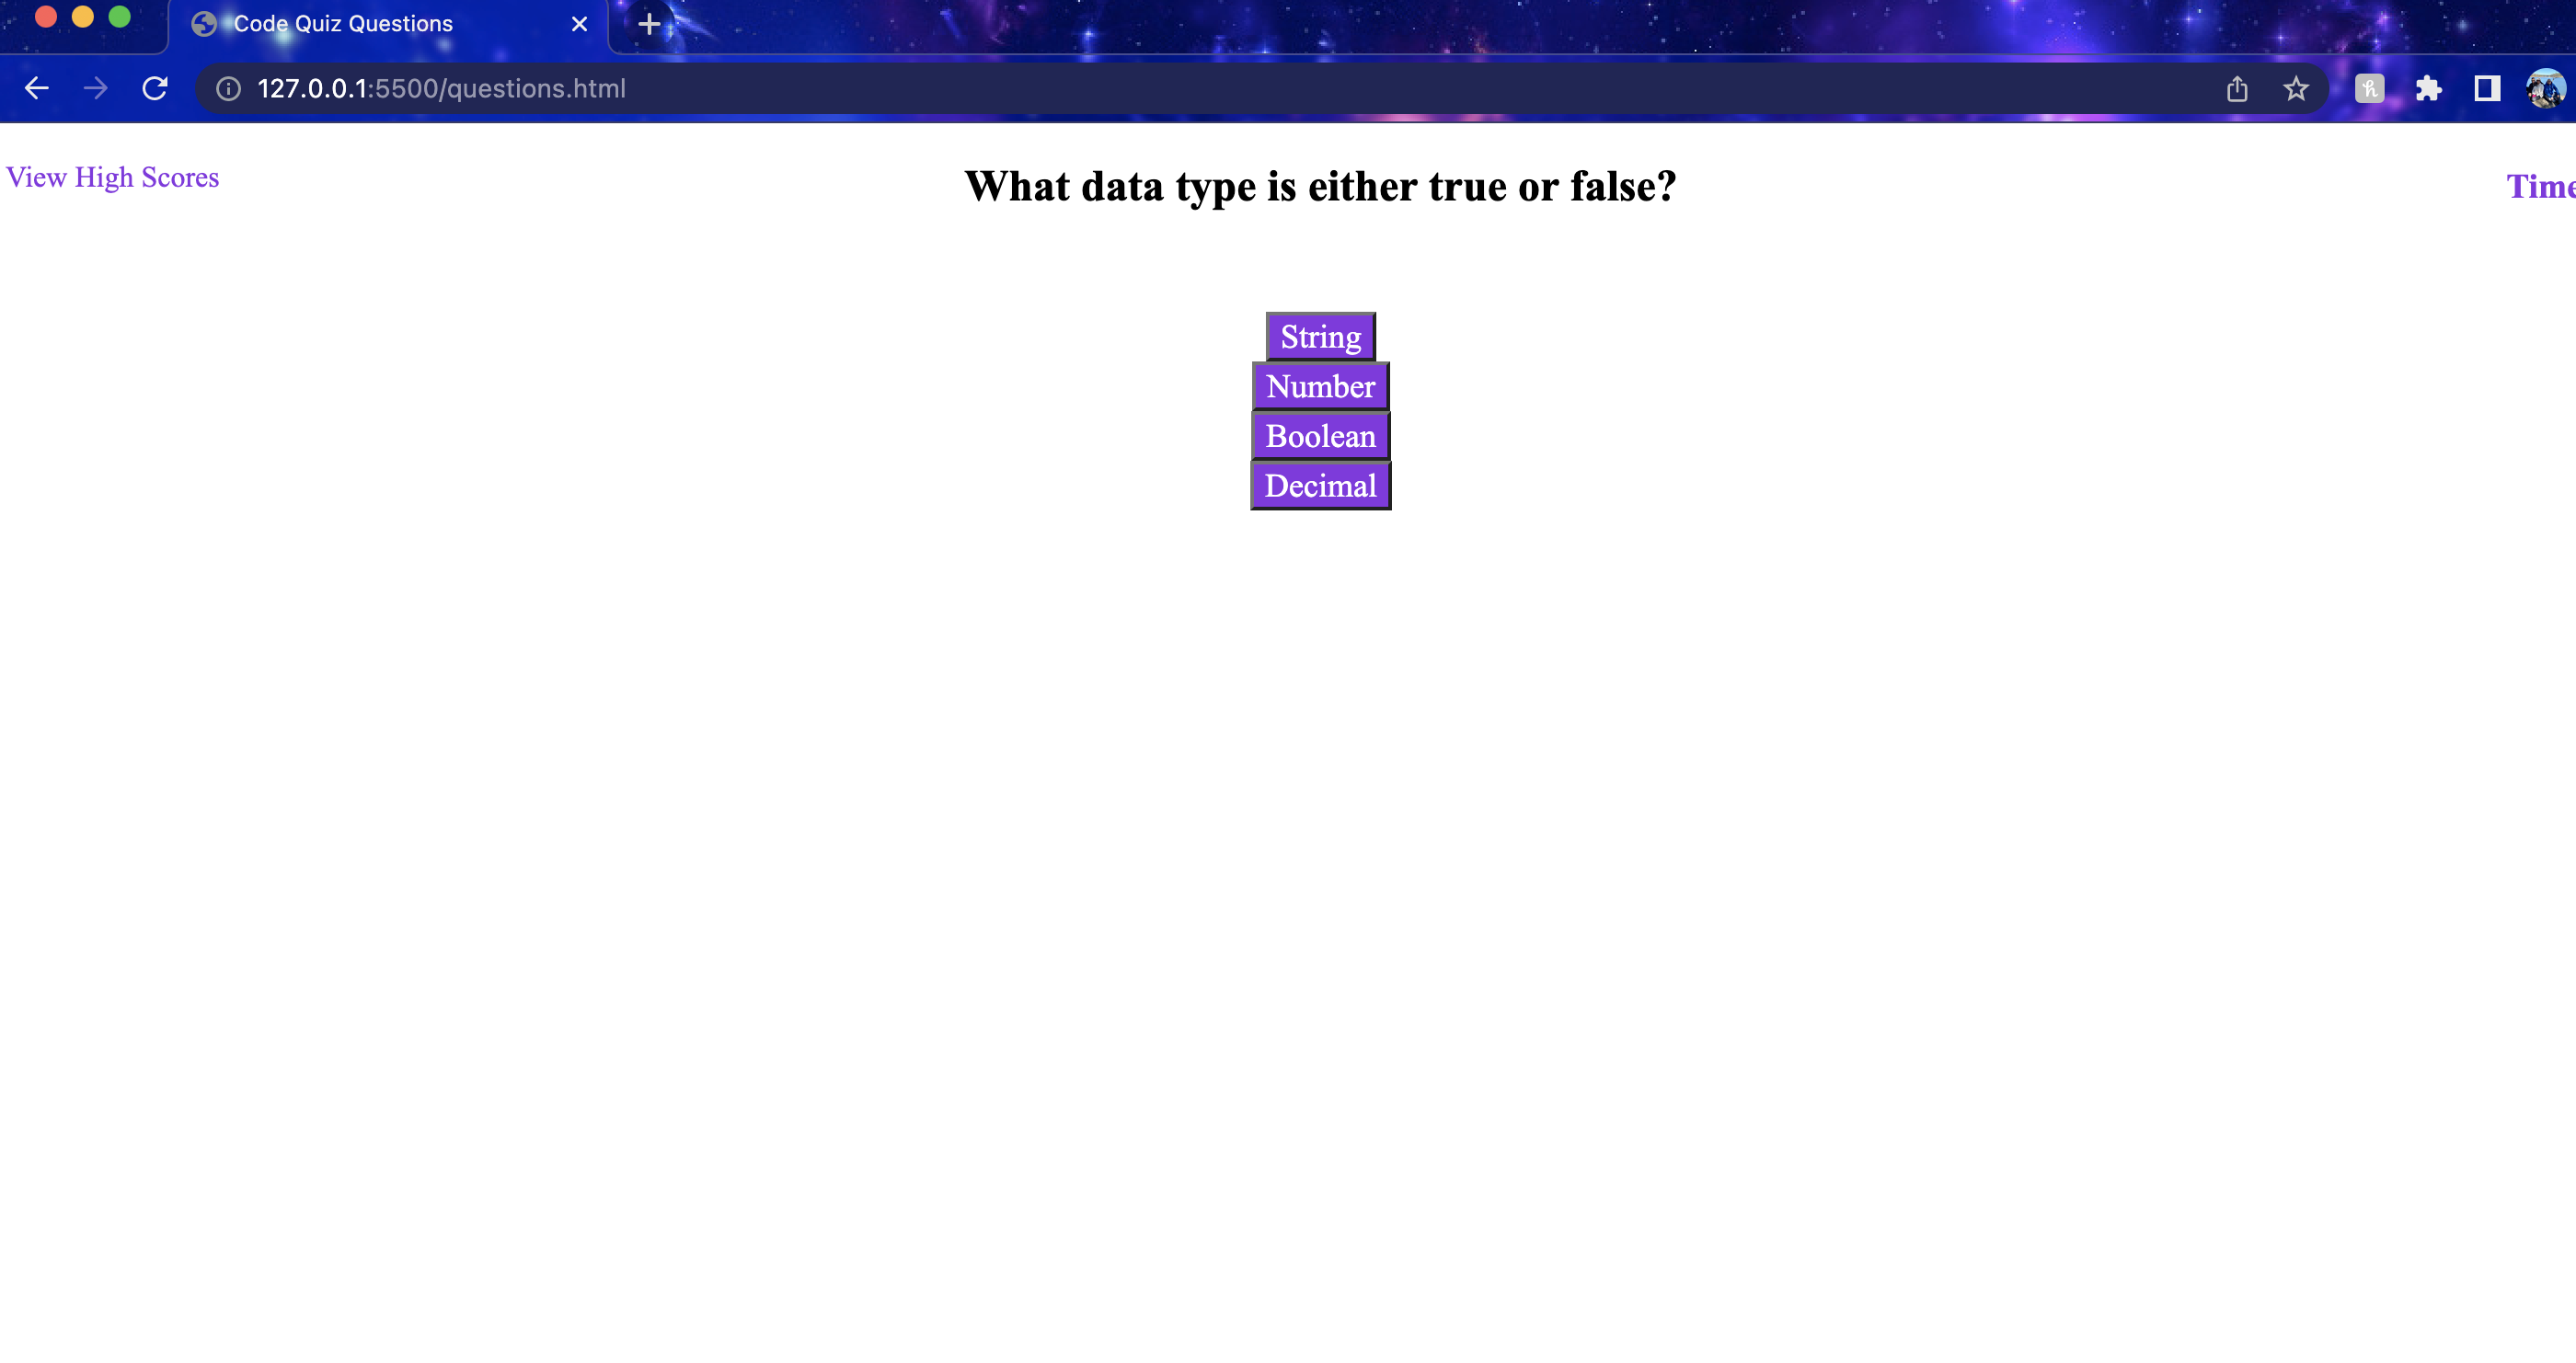 Code Quiz Questions
127.0.0.1:5500/questions.html
View High Scores
What data type is either true or false?
Time
String
Number
Boolean
Decimal